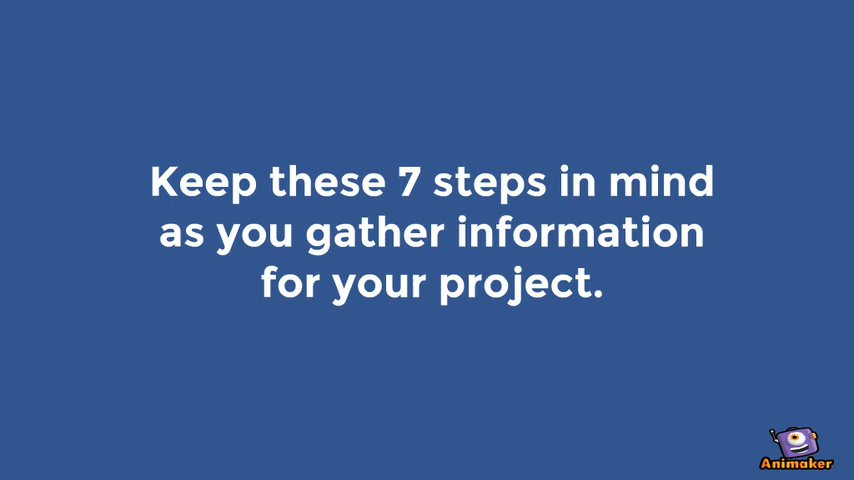 Keep these 7 steps in mind
as you gather information
for your project.
Animaker